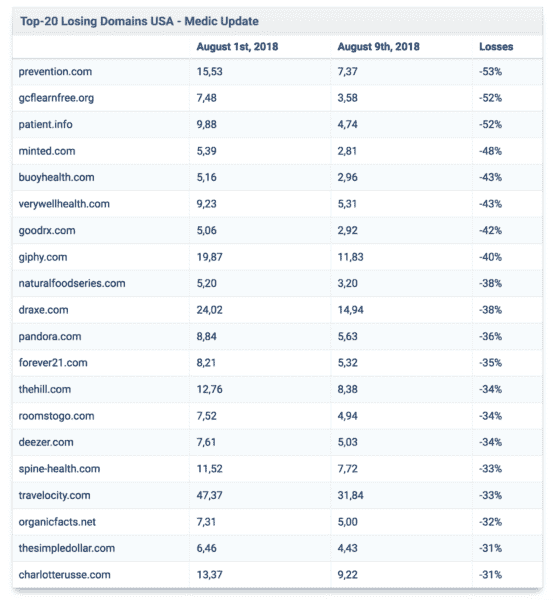 Top-20 Losing Domains USA - Medic Update
August 1st, 2018 August 9th, 2018 Losses
prevention.com 15,53 7,37 -53%
gcflearnfree.org 7,48 3,58 -52%
patient.info 9,88 4,74 -52%
minted.com 5,39 2,81 -48%
buoyhealth.com 5,16 2,96 -43%
verywellhealth.com 9,23 5,31 -43%
goodrx.com 5,06 2,92 -42%
giphy.com 19,87 11,83 -40%
naturalfoodseries.com 5,20 3,20 -38%
draxe.com 24,02 14,94 -38%
pandora.com 8,84 5,63 -36%
forever21.com 8,21 5,32 -35%
thehill.com 12,76 8,38 -34%
roomstogo.com 7,52 4,94 -34%
deezer.com 7,61 5,03 -34%
spine-health.com 11,52 7,72 -33%
travelocity.com 47,37 31,84 -33%
organicfacts.net 7,31 5,00 -32%
thesimpledollar.com 6,46 4,43 -31%
charlotterusse.com 13,37 9,22 -31%